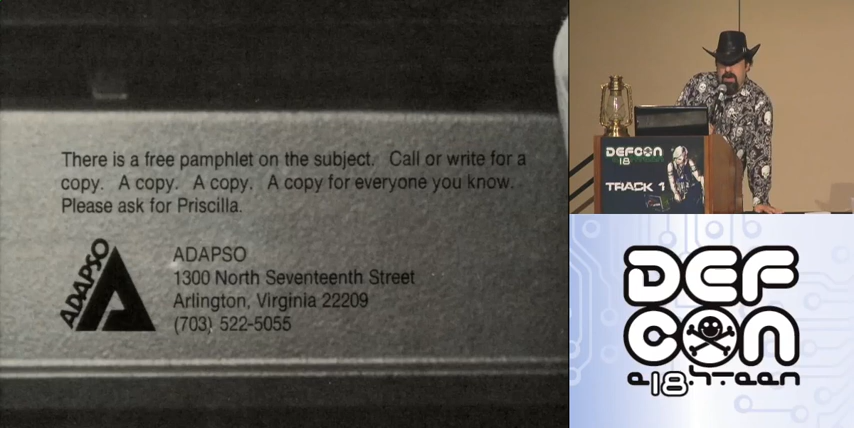 There is a free pamphlet on the subject. Call or write for a
copy. A copy. A copy. A copy for everyone you know.
Please ask for Priscilla.
ADAPSO
ADAPSO
1300 North Seventeenth Street
Arlington, Virginia 22209
(703) 522-5055
DEFCON
18
TRACK 1
DEF
CON
e18hteen